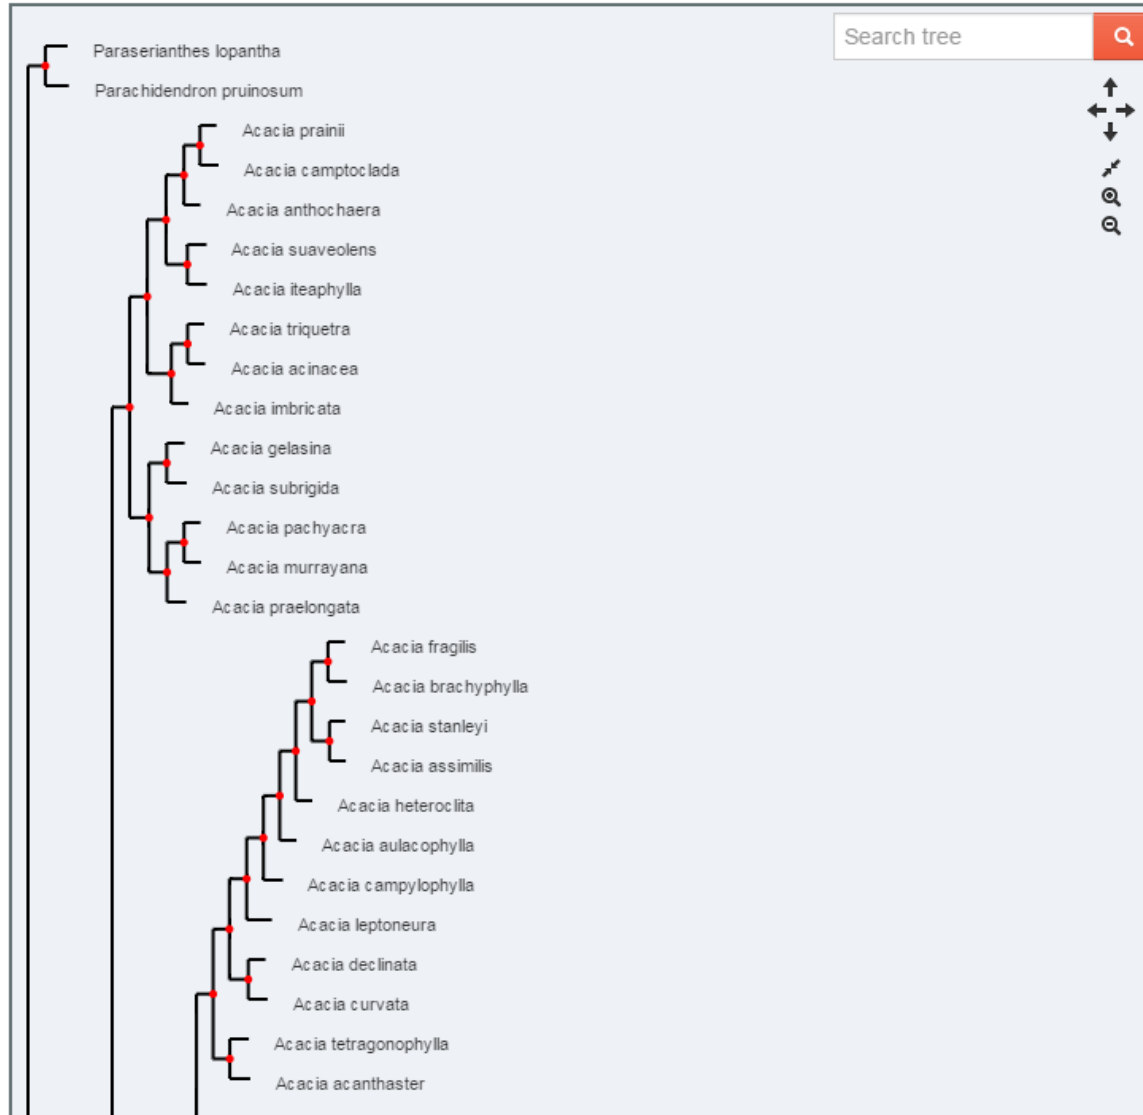 Search tree
Paraserianthes lopantha
Parachidendron pruinosum
Acacia prainii
Acacia camptoclada
Acacia anthochaera
Acacia suaveolens
Acacia iteaphylla
Acacia triquetra
Acacia acinacea
Acacia imbricata
Acacia gelasina
Acacia subrigida
Acacia pachyacra
Acacia murrayana
Acacia praelongata
Acacia fragilis
Acacia brachyphylla
Acacia stanleyi
Acacia assimilis
Acacia heteroclita
Acacia aulacophylla
Acacia campylophylla
Acacia leptoneura
Acacia declinata
Acacia curvata
Acacia tetragonophylla
Acacia acanthaster